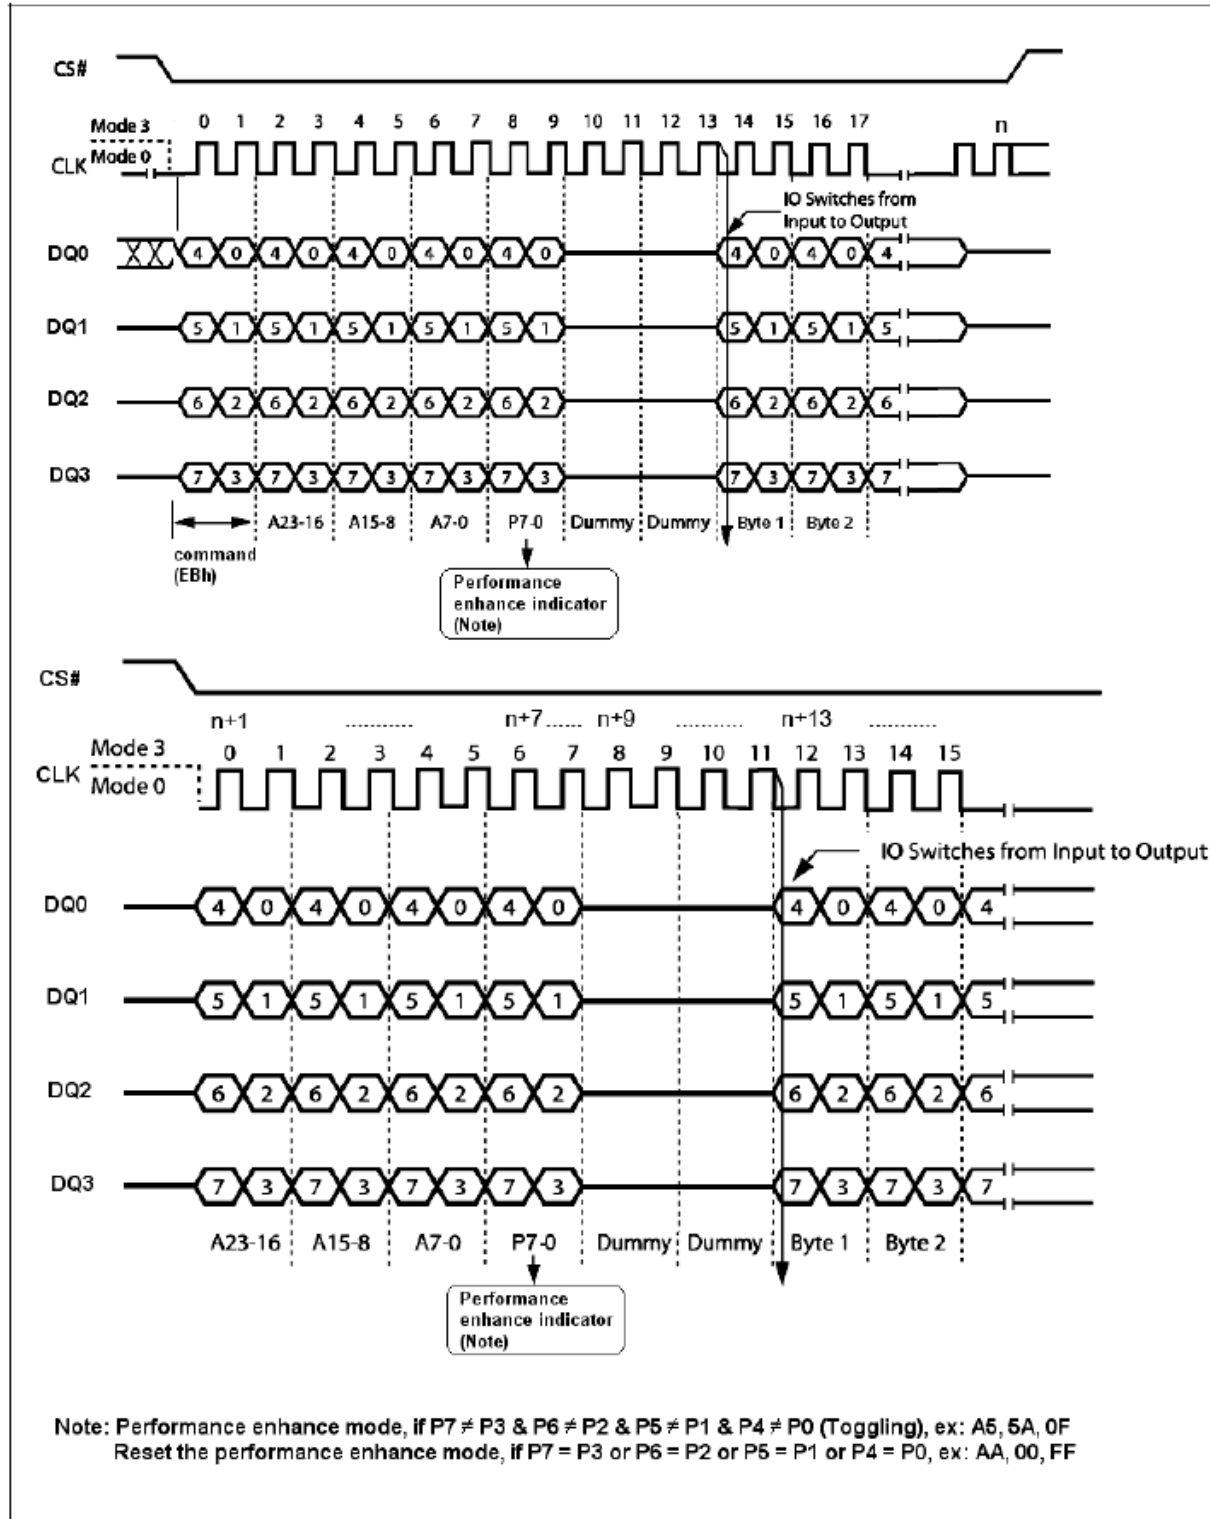 CS#
Mode 3 0 1 2 3 4 5 6 7 8 9 10 11 12 13 14 15 16 17 n
CLK Mode 0
IO Switches from
Input to Output
DQ0 4 0 4 0 4 0 4 0 4 0 4 0 4 0 4
DQ1 5 1 5 1 5 1 5 1 5 1 5 1 5 1 5
DQ2 6 2 6 2 6 2 6 2 6 2 6 2 6 2 6
DQ3 7 3 7 3 7 3 7 3 7 3 7 3 7 3 7
A23-16 A15-8 A7-0 P7-0 Dummy Dummy Byte 1 Byte 2
command
(EBh)
Performance
enhance indicator
(Note)
CS#
n+1 ........... n+7 ...... n+9 ........... n+13 ...........
Mode 3 0 1 2 3 4 5 6 7 8 9 10 11 12 13 14 15
CLK Mode 0
IO Switches from Input to Output
DQ0 4 0 4 0 4 0 4 0 4 0 4 0 4
DQ1 5 1 5 1 5 1 5 1 5 1 5 1 5
DQ2 6 2 6 2 6 2 6 2 6 2 6 2 6
DQ3 7 3 7 3 7 3 7 3 7 3 7 3 7
A23-16 A15-8 A7-0 P7-0 Dummy Dummy Byte 1 Byte 2
Performance
enhance indicator
(Note)
Note: Performance enhance mode, if P7 ≠ P3 & P6 ≠ P2 & P5 ≠ P1 & P4 ≠ P0 (Toggling), ex: A5, 5A, 0F
Reset the performance enhance mode, if P7 = P3 or P6 = P2 or P5 = P1 or P4 = P0, ex: AA, 00, FF